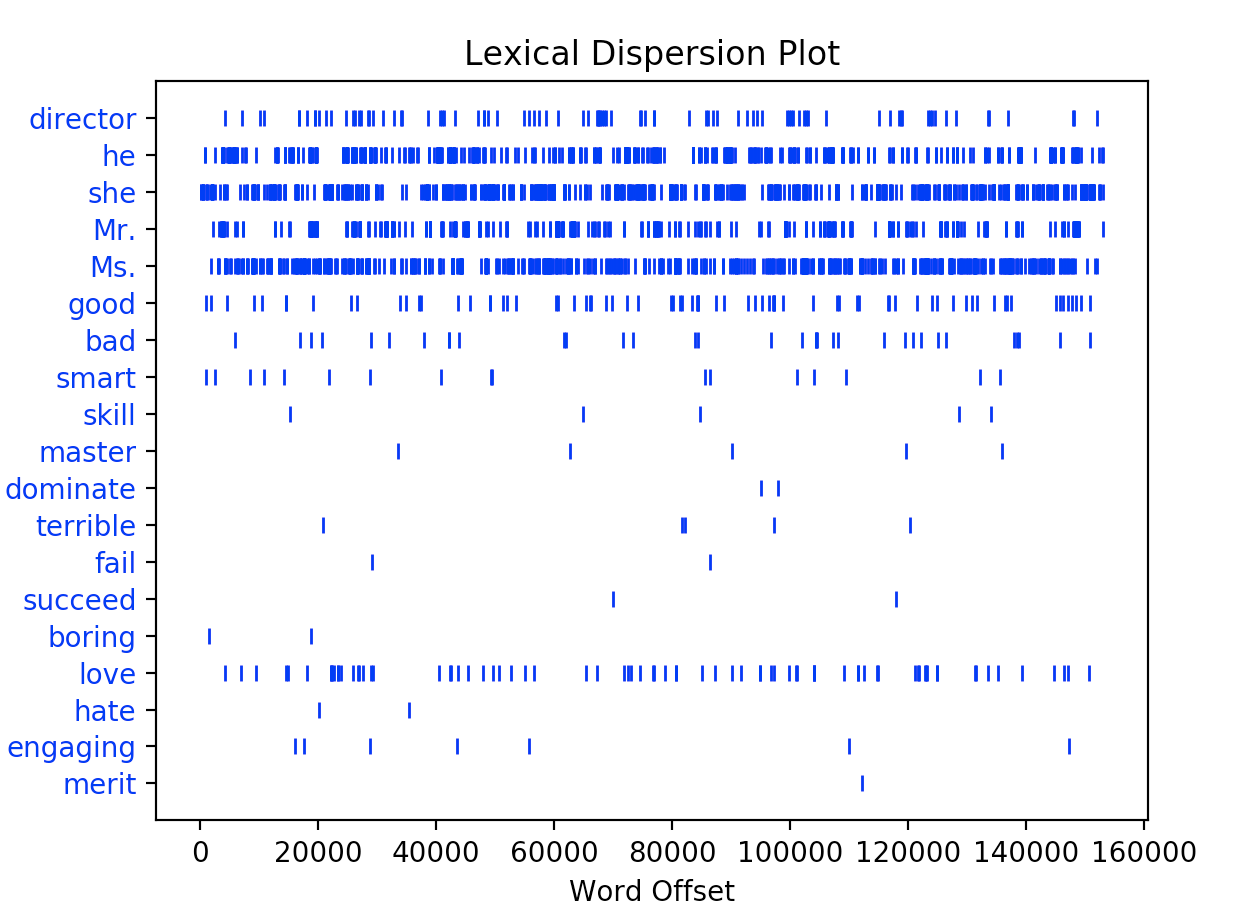 Lexical Dispersion Plot
director
he
she
Mr.
Ms.
good
bad
smart
skill
master
dominate
terrible
fail
succeed
boring
love
hate
engaging
merit
0 20000 40000 60000 80000 100000 120000 140000 160000
Word Offset